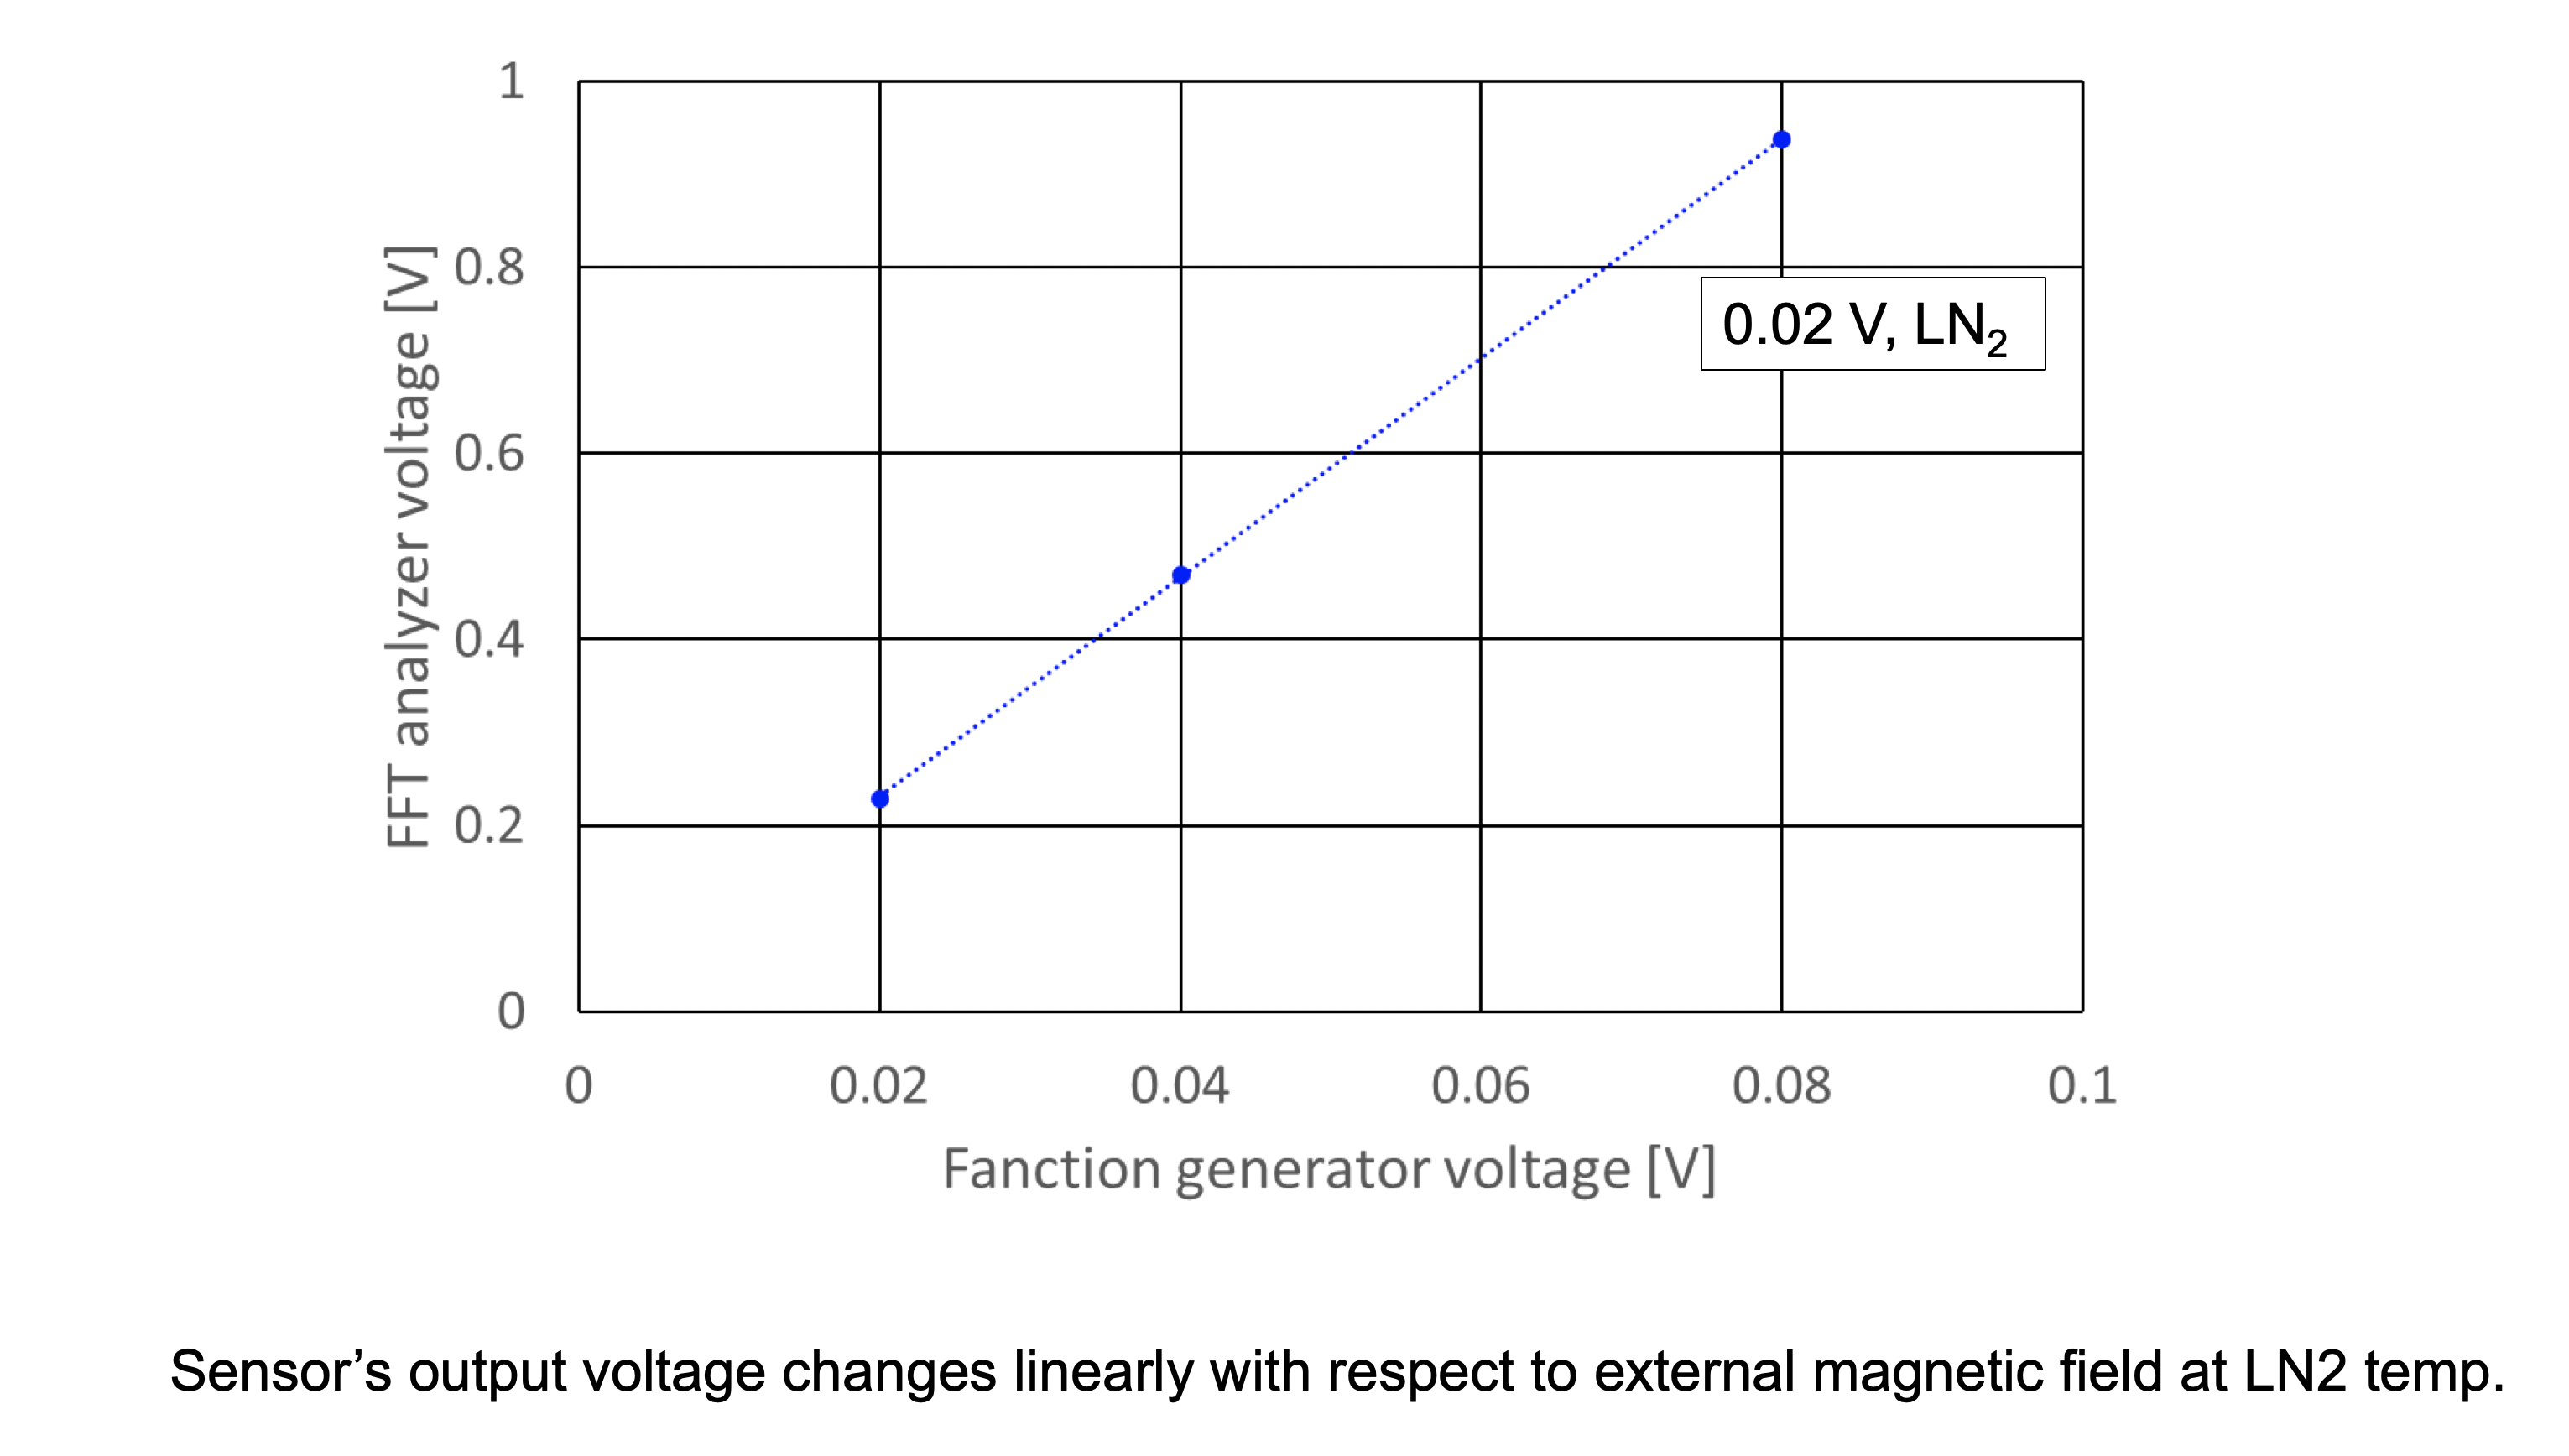 1
0.8
0.6
0.4
0.2
0
FFT analyzer voltage [V]
0.02 V, LN₂
0 0.02 0.04 0.06 0.08 0.1
Fanction generator voltage [V]
Sensor’s output voltage changes linearly with respect to external magnetic field at LN2 temp.